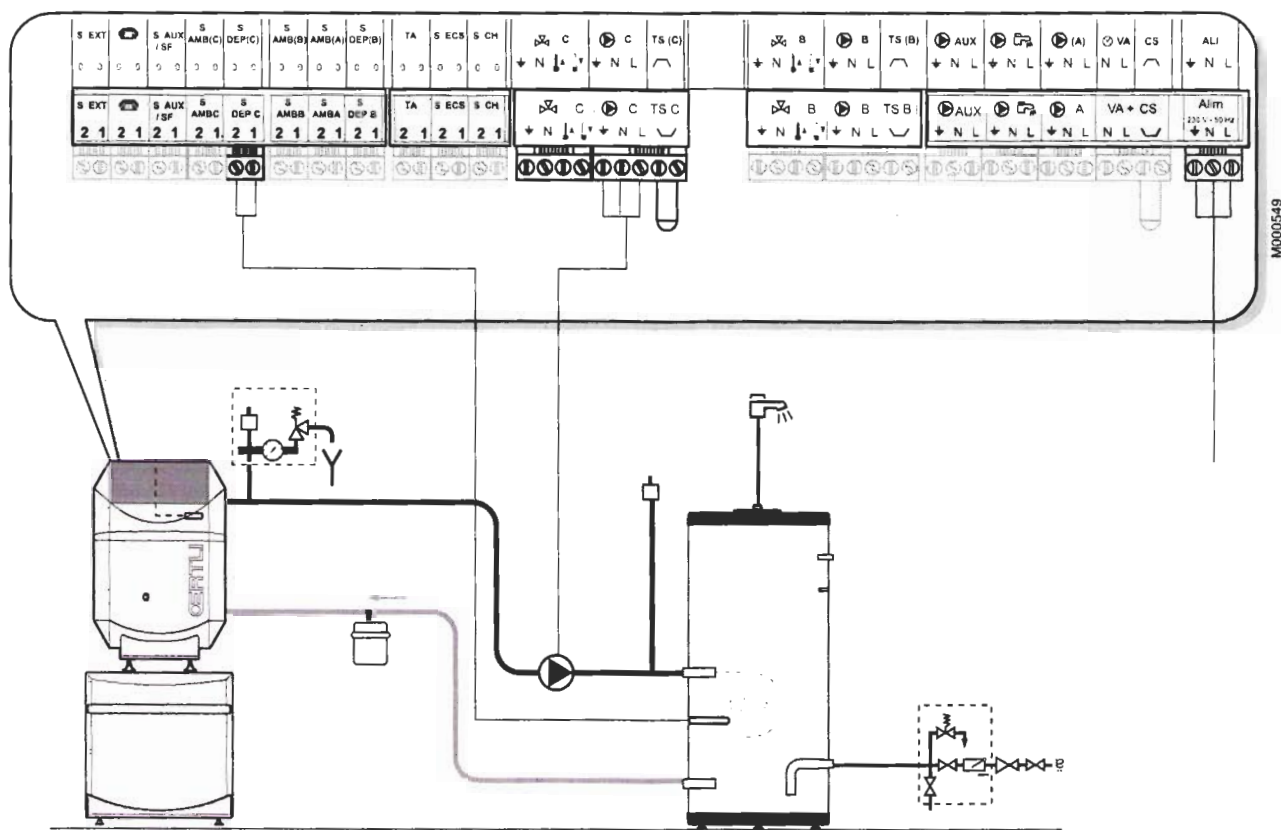 S EXT S AUX / SF S AMB(C) S DEP(C) S AMB(B) S AMB(A) S DEP(B) TA S ECS S CH C C TS (C) B B TS (B) AUX (A) VA CS ALI
N N L N N L N L N L N L N L N L
S EXT S AUX / SF S AMBC S DEP C S AMBB S AMBA S DEP B TA S ECS S CH C C TS C B B TS B AUX A VA + CS Alim
230 V - 50 Hz
2 1 2 1 2 1 2 1 2 1 2 1 2 1 2 1 2 1 2 1 2 1 N N L N N L N L N L N L N L N L
M000549
ŒRTLI